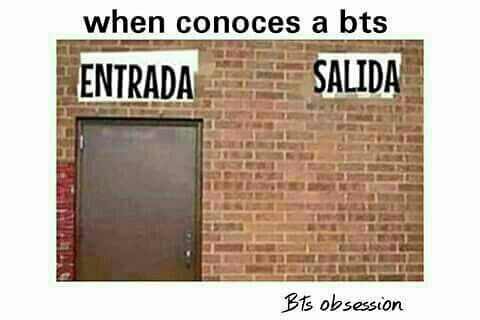 when conoces a bts
ENTRADA
SALIDA
Bts obsession